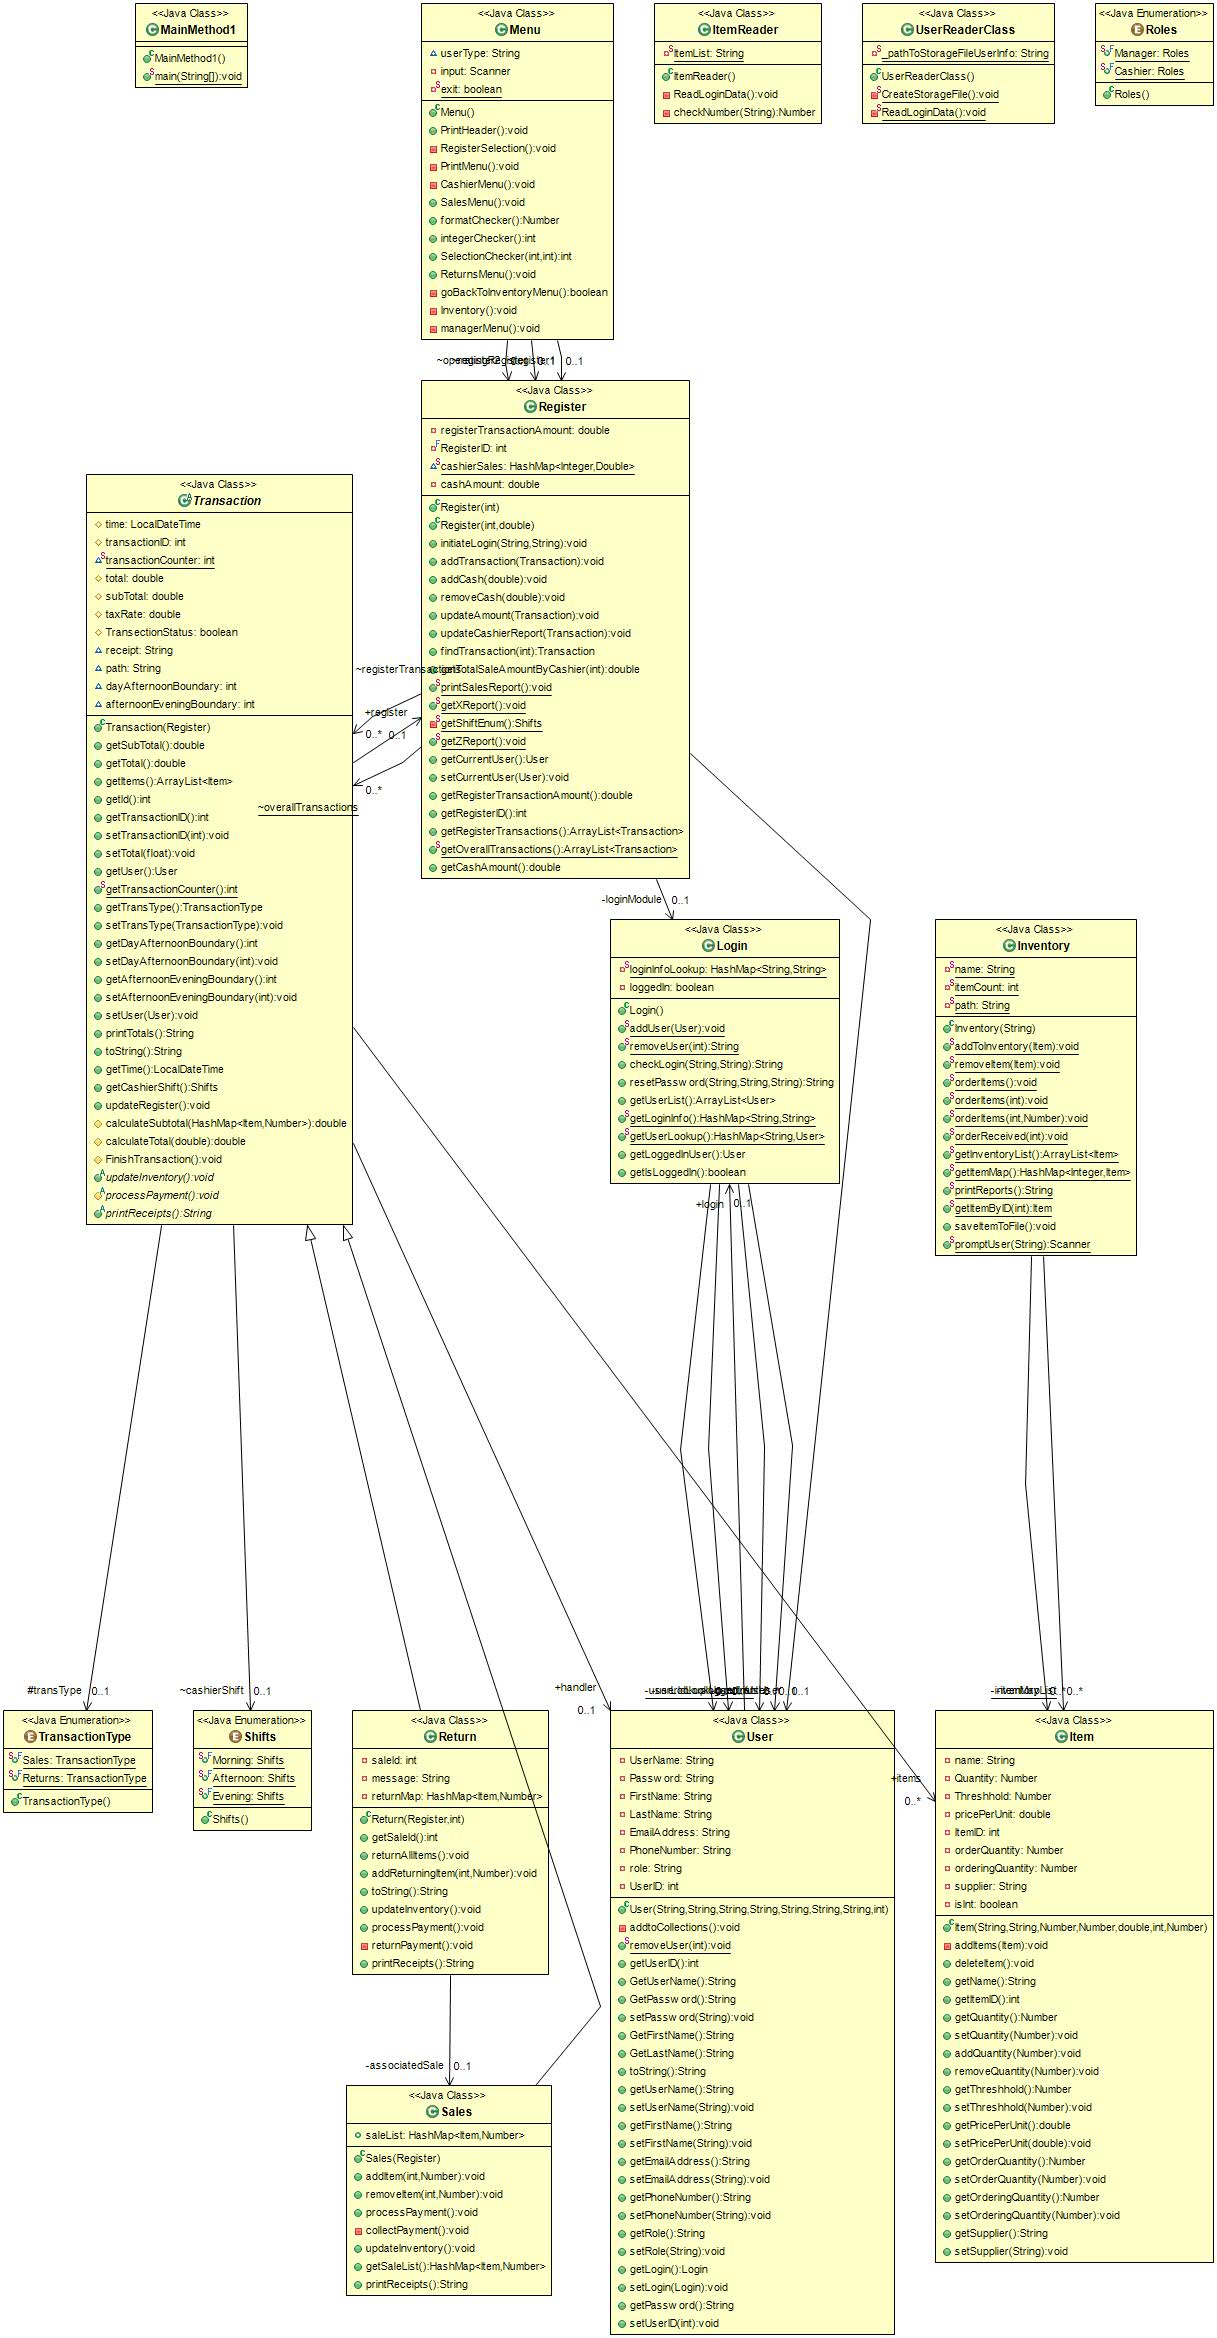 <<Java Class>>
MainMethod1
MainMethod1()
main(String[]):void
<<Java Class>>
Menu
userType: String
input: Scanner
exit: boolean
Menu()
PrintHeader():void
RegisterSelection():void
PrintMenu():void
CashierMenu():void
SalesMenu():void
formatChecker():Number
integerChecker():int
SelectionChecker(int,int):int
ReturnsMenu():void
goBackToInventoryMenu():boolean
Inventory():void
managerMenu():void
<<Java Class>>
ItemReader
ItemList: String
ItemReader()
ReadLoginData():void
checkNumber(String):Number
<<Java Class>>
UserReaderClass
_pathToStorageFileUserInfo: String
UserReaderClass()
CreateStorageFile():void
ReadLoginData():void
<<Java Enumeration>>
Roles
Manager: Roles
Cashier: Roles
Roles()
0..1
<<Java Class>>
Register
registerTransactionAmount: double
RegisterID: int
cashierSales: HashMap<Integer,Double>
cashAmount: double
Register(int)
Register(int,double)
initiateLogin(String,String):void
addTransaction(Transaction):void
addCash(double):void
removeCash(double):void
updateAmount(Transaction):void
updateCashierReport(Transaction):void
findTransaction(int):Transaction
getTotalSaleAmountByCashier(int):double
printSalesReport():void
getXReport():void
getShiftEnum():Shifts
getZReport():void
getCurrentUser():User
setCurrentUser(User):void
getRegisterTransactionAmount():double
getRegisterID():int
getRegisterTransactions():ArrayList<Transaction>
getOverallTransactions():ArrayList<Transaction>
getCashAmount():double
<<Java Class>>
Transaction
time: LocalDateTime
transactionID: int
transactionCounter: int
total: double
subTotal: double
taxRate: double
TransectionStatus: boolean
receipt: String
path: String
dayAfternoonBoundary: int
afternoonEveningBoundary: int
Transaction(Register)
getSubTotal():double
getTotal():double
getItems():ArrayList<Item>
getId():int
getTransactionID():int
setTransactionID(int):void
setTotal(float):void
getUser():User
getTransactionCounter():int
getTransType():TransactionType
setTransType(TransactionType):void
getDayAfternoonBoundary():int
setDayAfternoonBoundary(int):void
getAfternoonEveningBoundary():int
setAfternoonEveningBoundary(int):void
setUser(User):void
printTotals():String
toString():String
getTime():LocalDateTime
getCashierShift():Shifts
updateRegister():void
calculateSubtotal(HashMap<Item,Number>):double
calculateTotal(double):double
FinishTransaction():void
updateInventory():void
processPayment():void
printReceipts():String
~registerTransactions
+register
0..*
0..1
0..*
~overallTransactions
-loginModule
0..1
<<Java Class>>
Login
loginInfoLookup: HashMap<String,String>
loggedIn: boolean
Login()
addUser(User):void
removeUser(int):String
checkLogin(String,String):String
resetPassword(String,String,String):String
getUserList():ArrayList<User>
getLoginInfo():HashMap<String,String>
getUserLookup():HashMap<String,User>
getLoggedInUser():User
getIsLoggedIn():boolean
+login
0..1
<<Java Class>>
Inventory
name: String
itemCount: int
path: String
Inventory(String)
addToInventory(Item):void
removeItem(Item):void
orderItems():void
orderItems(int):void
orderItems(int,Number):void
orderReceived(int):void
getInventoryList():ArrayList<Item>
getItemMap():HashMap<Integer,Item>
printReports():String
getItemByID(int):Item
saveItemToFile():void
promptUser(String):Scanner
#transType
0..1
~cashierShift
0..1
+handler
0..1
0..1
0..*
+items
0..*
<<Java Enumeration>>
TransactionType
Sales: TransactionType
Returns: TransactionType
TransactionType()
<<Java Enumeration>>
Shifts
Morning: Shifts
Afternoon: Shifts
Evening: Shifts
Shifts()
<<Java Class>>
Return
saleId: int
message: String
returnMap: HashMap<Item,Number>
Return(Register,int)
getSaleId():int
returnAllItems():void
addReturningItem(int,Number):void
toString():String
updateInventory():void
processPayment():void
returnPayment():void
printReceipts():String
-associatedSale
0..1
<<Java Class>>
Sales
saleList: HashMap<Item,Number>
Sales(Register)
addItem(int,Number):void
removeItem(int,Number):void
processPayment():void
collectPayment():void
updateInventory():void
getSaleList():HashMap<Item,Number>
printReceipts():String
<<Java Class>>
User
UserName: String
Password: String
FirstName: String
LastName: String
EmailAddress: String
PhoneNumber: String
role: String
UserID: int
User(String,String,String,String,String,String,String,int)
addtoCollections():void
removeUser(int):void
getUserID():int
GetUserName():String
GetPassword():String
setPassword(String):void
GetFirstName():String
GetLastName():String
toString():String
getUserName():String
setUserName(String):void
getFirstName():String
setFirstName(String):void
getEmailAddress():String
setEmailAddress(String):void
getPhoneNumber():String
setPhoneNumber(String):void
getRole():String
setRole(String):void
getLogin():Login
setLogin(Login):void
getPassword():String
setUserID(int):void
<<Java Class>>
Item
name: String
Quantity: Number
Threshhold: Number
pricePerUnit: double
ItemID: int
orderQuantity: Number
orderingQuantity: Number
supplier: String
isInt: boolean
Item(String,String,Number,Number,double,int,Number)
addItems(Item):void
deleteItem():void
getName():String
getItemID():int
getQuantity():Number
setQuantity(Number):void
addQuantity(Number):void
removeQuantity(Number):void
getThreshhold():Number
setThreshhold(Number):void
getPricePerUnit():double
setPricePerUnit(double):void
getOrderQuantity():Number
setOrderQuantity(Number):void
getOrderingQuantity():Number
setOrderingQuantity(Number):void
getSupplier():String
setSupplier(String):void